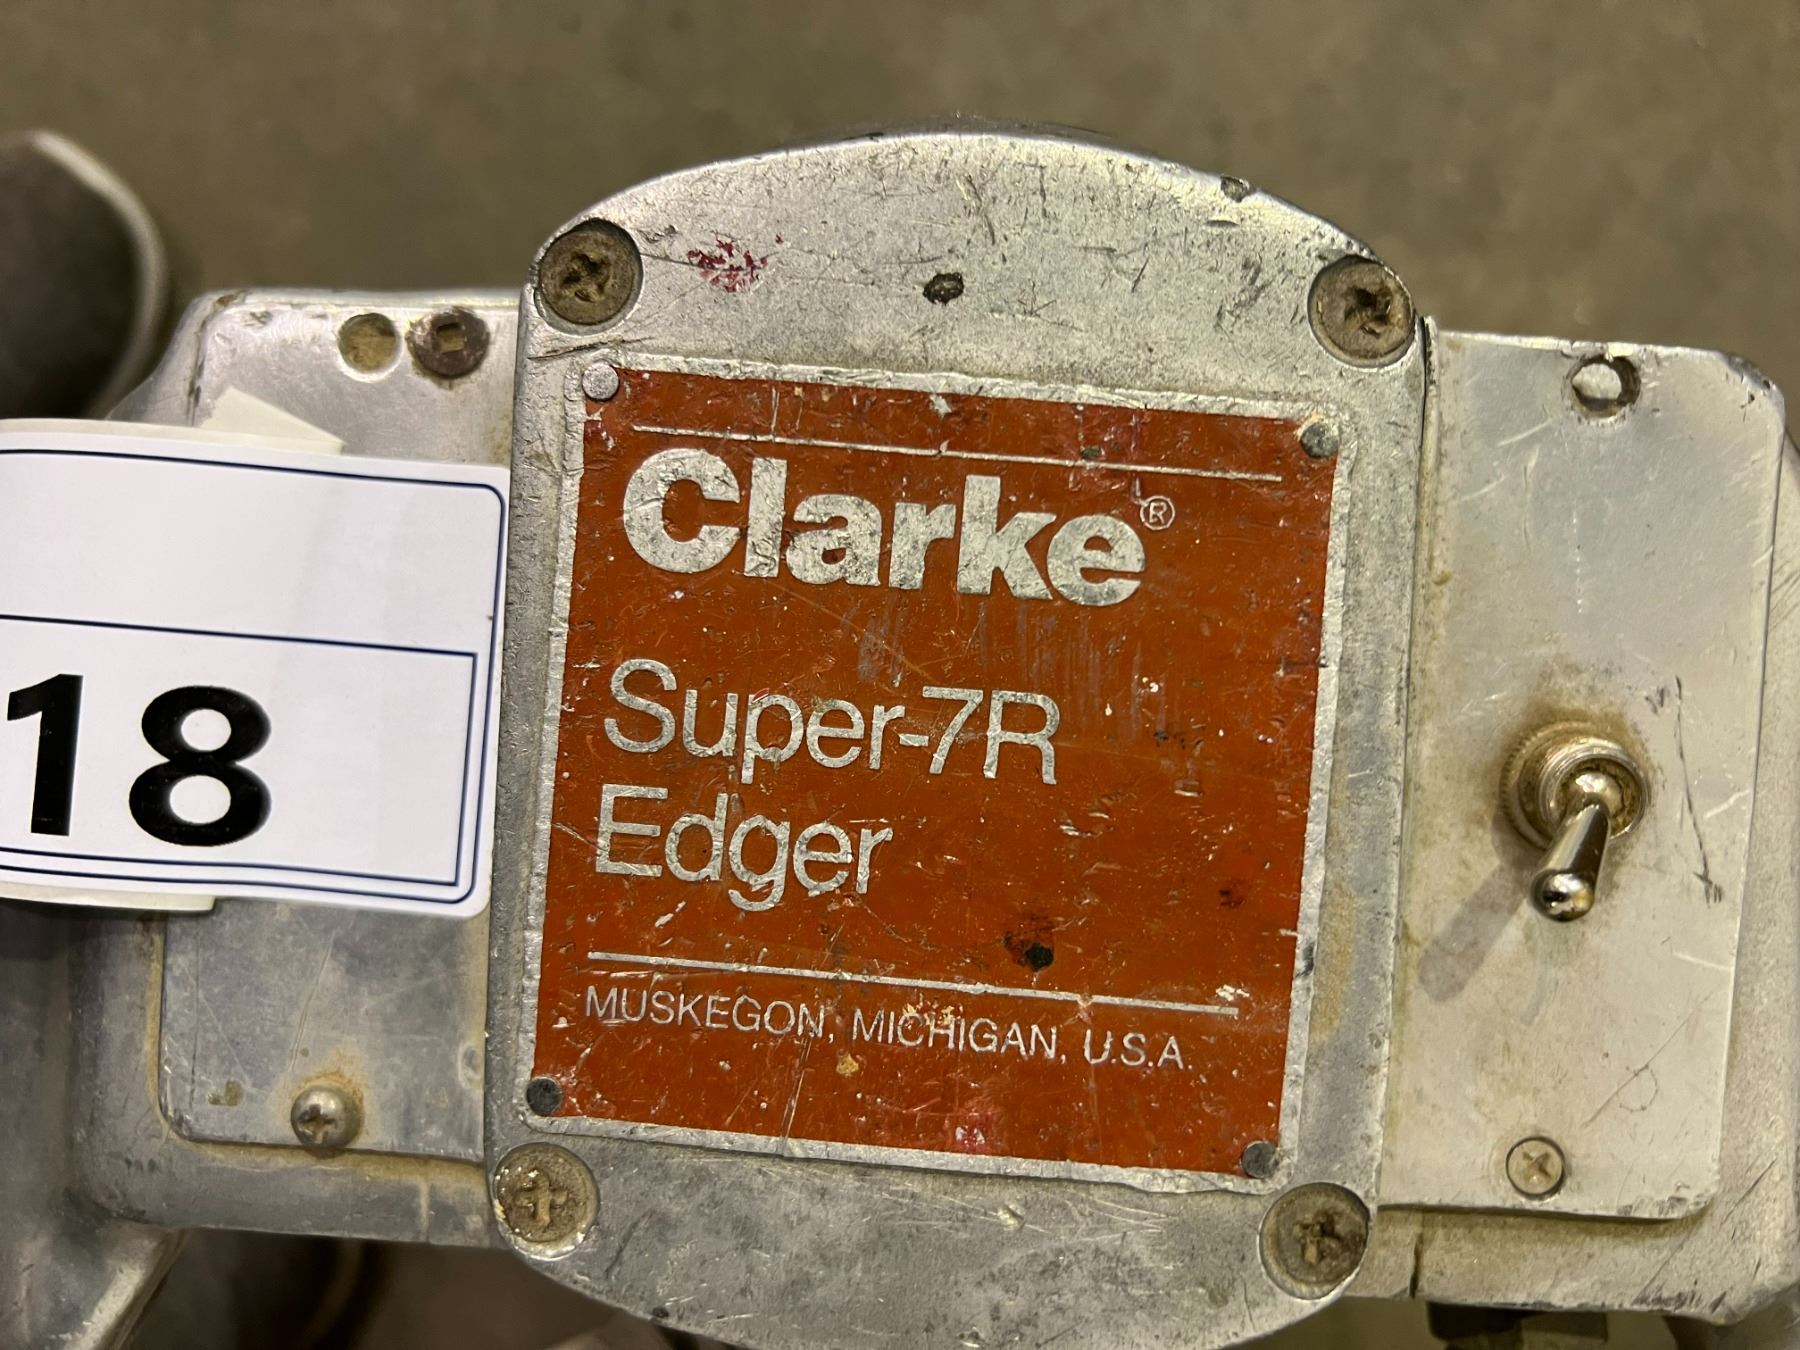 Clarke®
Super-7R
Edger
MUSKEGON, MICHIGAN, U.S.A.
18